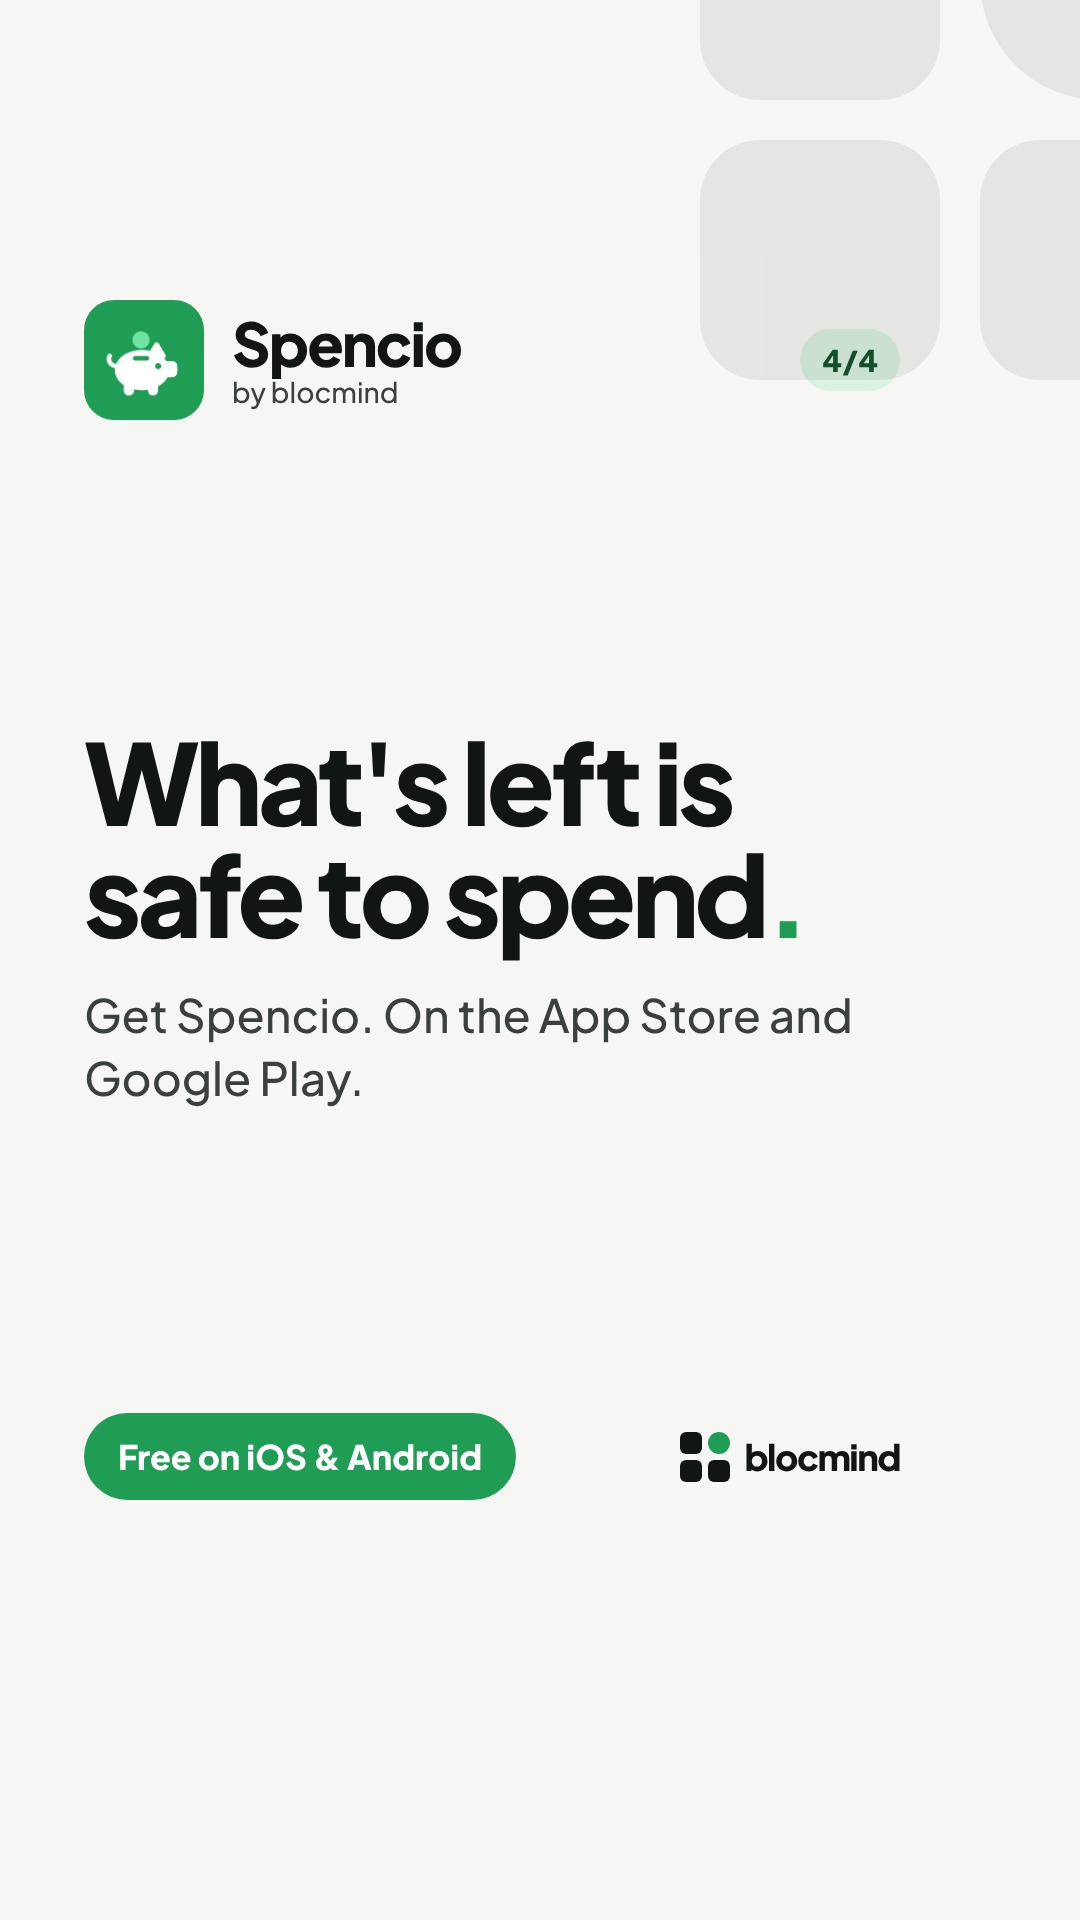 Spencio
by blocmind
4/4
What's left is
safe to spend.
Get Spencio. On the App Store and
Google Play.
Free on iOS & Android
blocmind